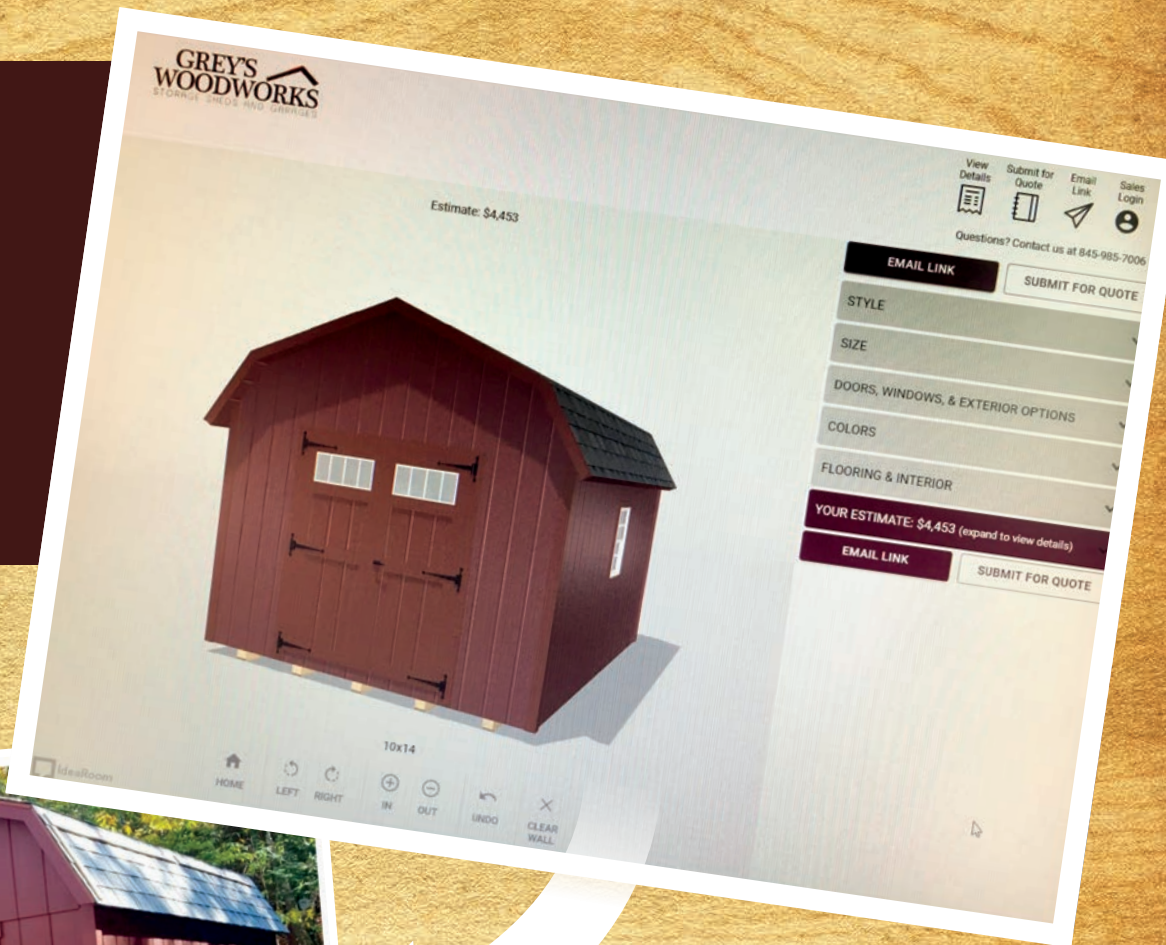 GREY'S
WOODWORKS
STORAGE SHEDS AND GARAGES
View
Details
Submit for
Quote
Email
Link
Sales
Login
Questions? Contact us at 845-985-7006
Estimate: $4,453
EMAIL LINK
SUBMIT FOR QUOTE
STYLE
SIZE
DOORS, WINDOWS, & EXTERIOR OPTIONS
COLORS
FLOORING & INTERIOR
YOUR ESTIMATE: $4,453 (expand to view details)
EMAIL LINK
SUBMIT FOR QUOTE
10x14
HOME
LEFT
RIGHT
IN
OUT
UNDO
CLEAR
WALL
IdeaRoom